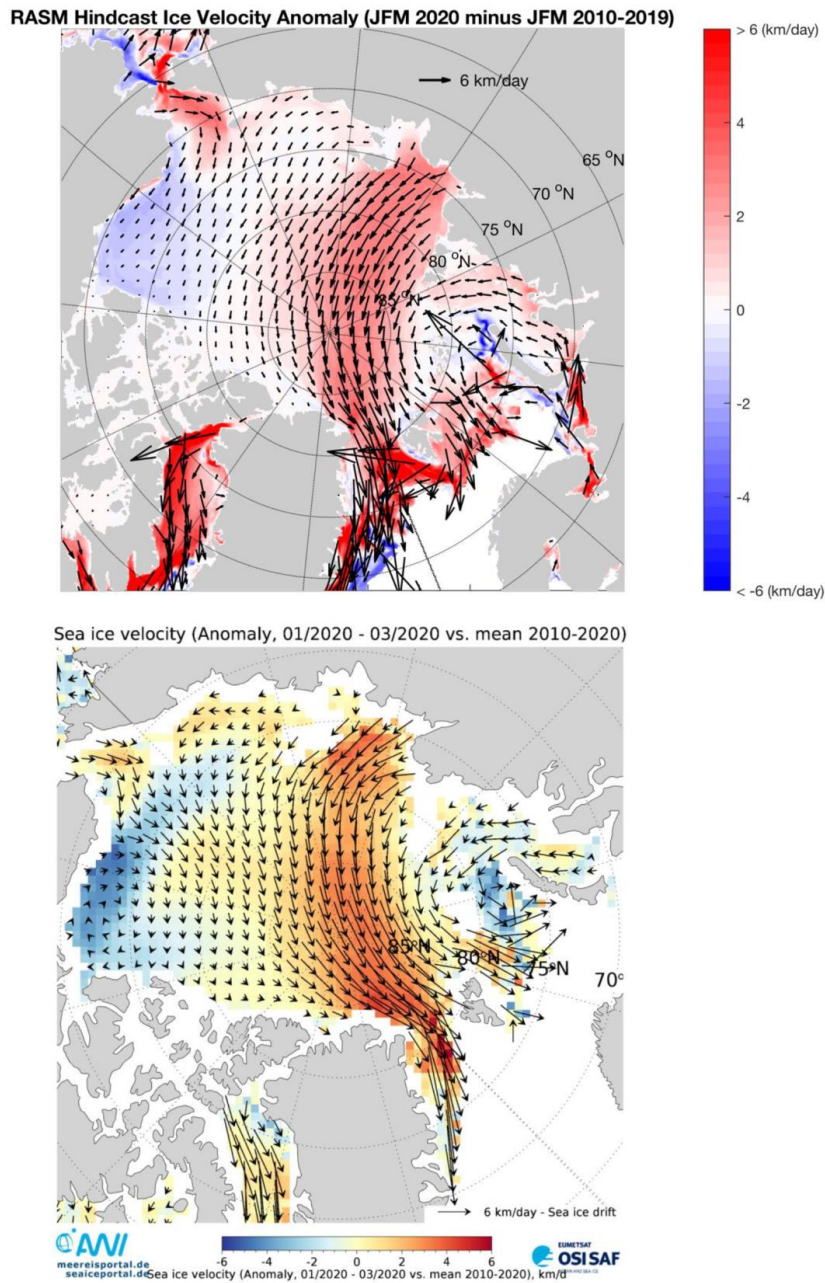 RASM Hindcast Ice Velocity Anomaly (JFM 2020 minus JFM 2010-2019)
> 6 (km/day)
6 km/day
4
65 °N
70 °N
2
75 °N
80 °N
85 °N
0
-2
-4
< -6 (km/day)
Sea ice velocity (Anomaly, 01/2020 - 03/2020 vs. mean 2010-2020)
85°N
80°N
75°N
70°
6 km/day - Sea ice drift
AWI
meereisportal.de
seaiceportal.de
-6 -4 -2 0 2 4 6
Sea ice velocity (Anomaly, 01/2020 - 03/2020 vs. mean 2010-2020), km/d
EUMETSAT
OSI SAF